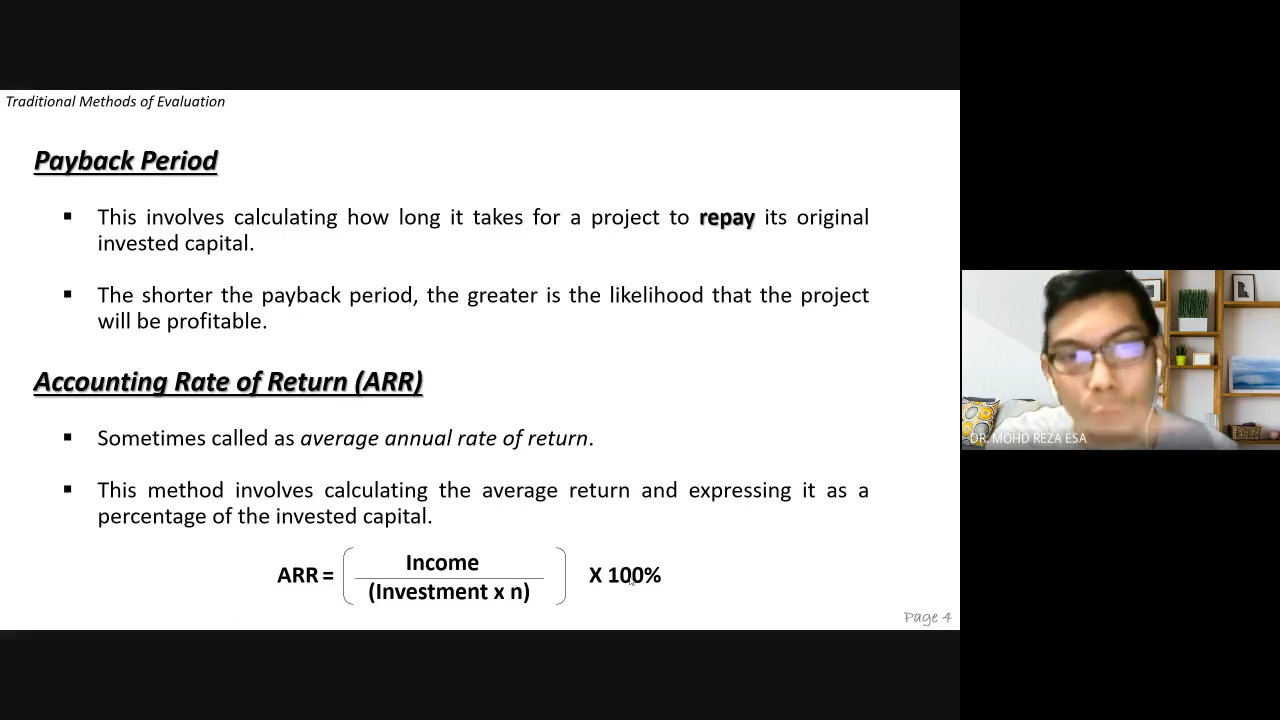 Traditional Methods of Evaluation
Payback Period
▪ This involves calculating how long it takes for a project to repay its original
invested capital.
▪ The shorter the payback period, the greater is the likelihood that the project
will be profitable.
Accounting Rate of Return (ARR)
▪ Sometimes called as average annual rate of return.
▪ This method involves calculating the average return and expressing it as a
percentage of the invested capital.
Income
ARR = X 100%
(Investment x n)
Page 4
DR. MOHD REZA ESA